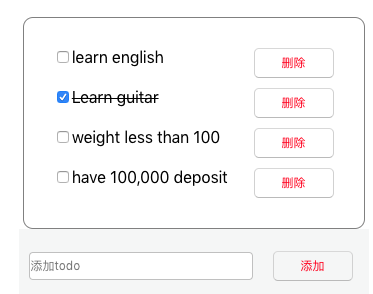 learn english 删除
Learn guitar 删除
weight less than 100 删除
have 100,000 deposit 删除
添加todo 添加